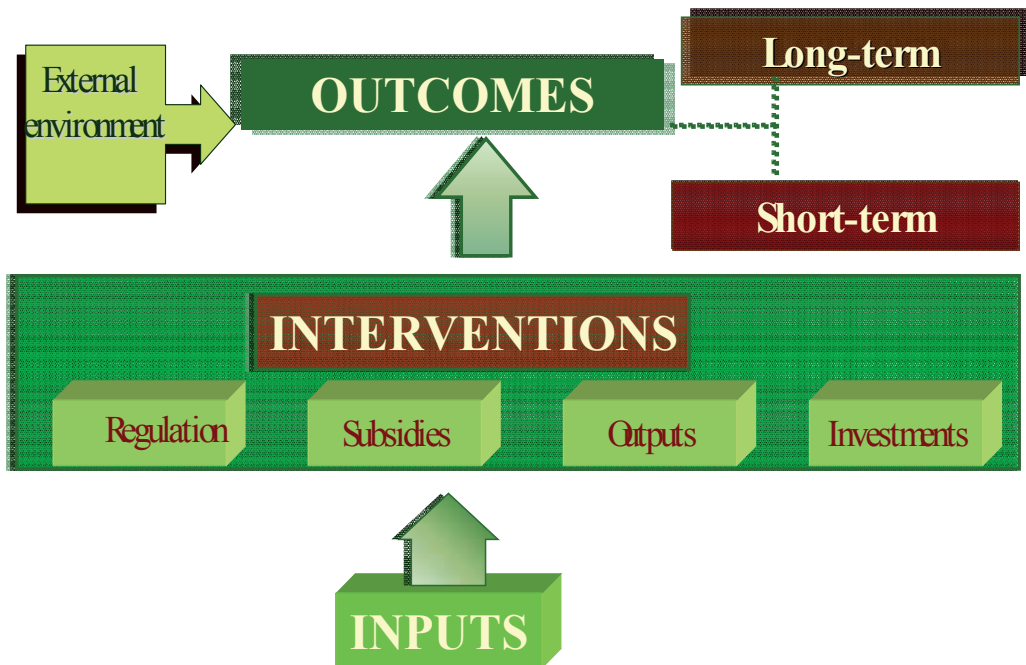 External
environment
OUTCOMES
Long-term
Short-term
INTERVENTIONS
Regulation
Subsidies
Outputs
Investments
INPUTS